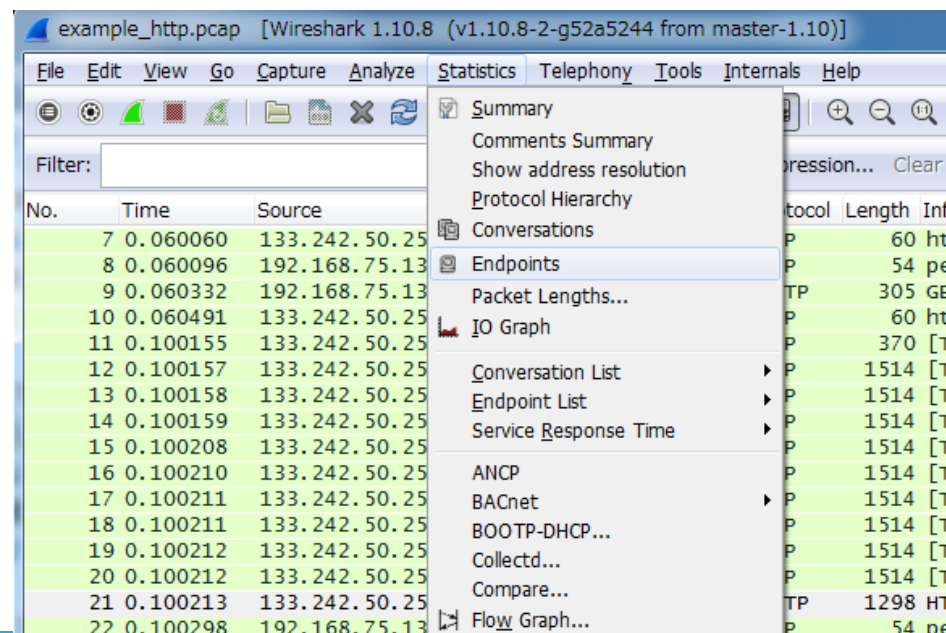 example_http.pcap [Wireshark 1.10.8 (v1.10.8-2-g52a5244 from master-1.10)]
File Edit View Go Capture Analyze Statistics Telephony Tools Internals Help
Filter: Clear
No. Time Source Length
7 0.060060 133.242.50.25 60
8 0.060096 192.168.75.13 54
9 0.060332 192.168.75.13 305
10 0.060491 133.242.50.25 60
11 0.100155 133.242.50.25 370
12 0.100157 133.242.50.25 1514
13 0.100158 133.242.50.25 1514
14 0.100159 133.242.50.25 1514
15 0.100208 133.242.50.25 1514
16 0.100210 133.242.50.25 1514
17 0.100211 133.242.50.25 1514
18 0.100211 133.242.50.25 1514
19 0.100212 133.242.50.25 1514
20 0.100212 133.242.50.25 1514
21 0.100213 133.242.50.25 1298
22 0.100298 192.168.75.13 54
Summary
Comments Summary
Show address resolution
Protocol Hierarchy
Conversations
Endpoints
Packet Lengths...
IO Graph
Conversation List
Endpoint List
Service Response Time
ANCP
BACnet
BOOTP-DHCP...
Collectd...
Compare...
Flow Graph...